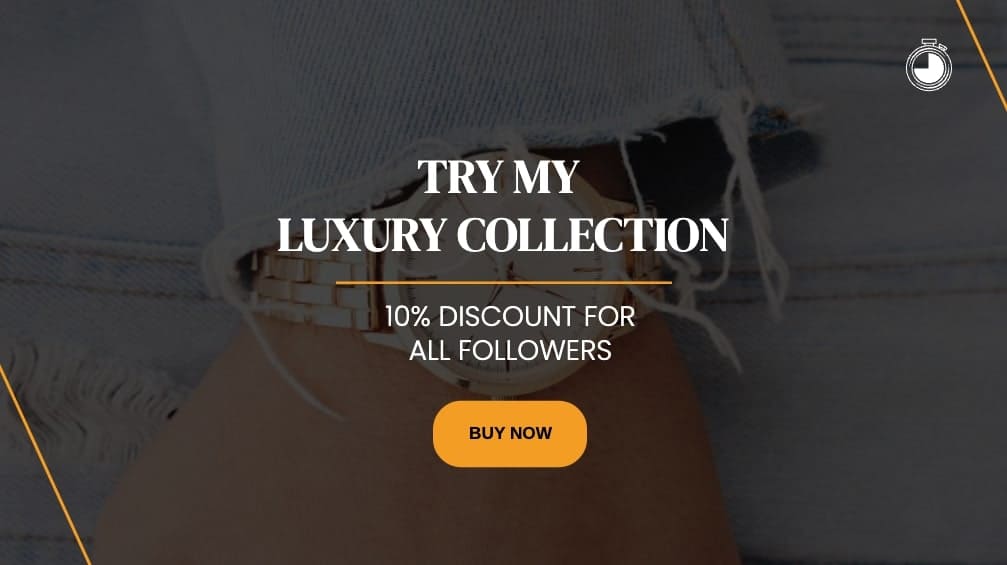 TRY MY
LUXURY COLLECTION
10% DISCOUNT FOR
ALL FOLLOWERS
BUY NOW